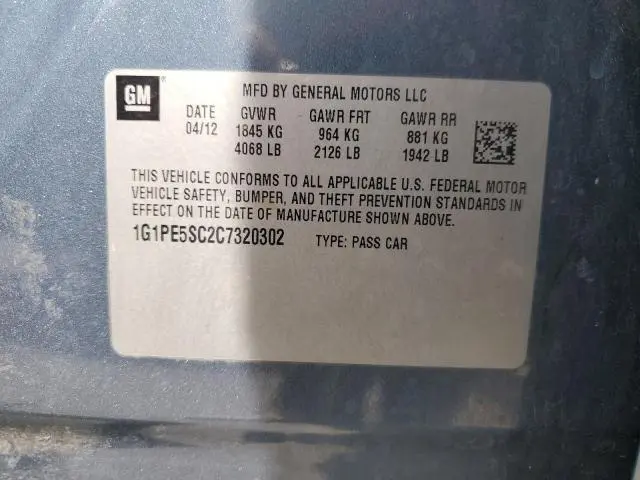 GM ® MFD BY GENERAL MOTORS LLC
DATE GVWR GAWR FRT GAWR RR
04/12 1845 KG 964 KG 881 KG
4068 LB 2126 LB 1942 LB
THIS VEHICLE CONFORMS TO ALL APPLICABLE U.S. FEDERAL MOTOR
VEHICLE SAFETY, BUMPER, AND THEFT PREVENTION STANDARDS IN
EFFECT ON THE DATE OF MANUFACTURE SHOWN ABOVE.
1G1PE5SC2C7320302 TYPE: PASS CAR